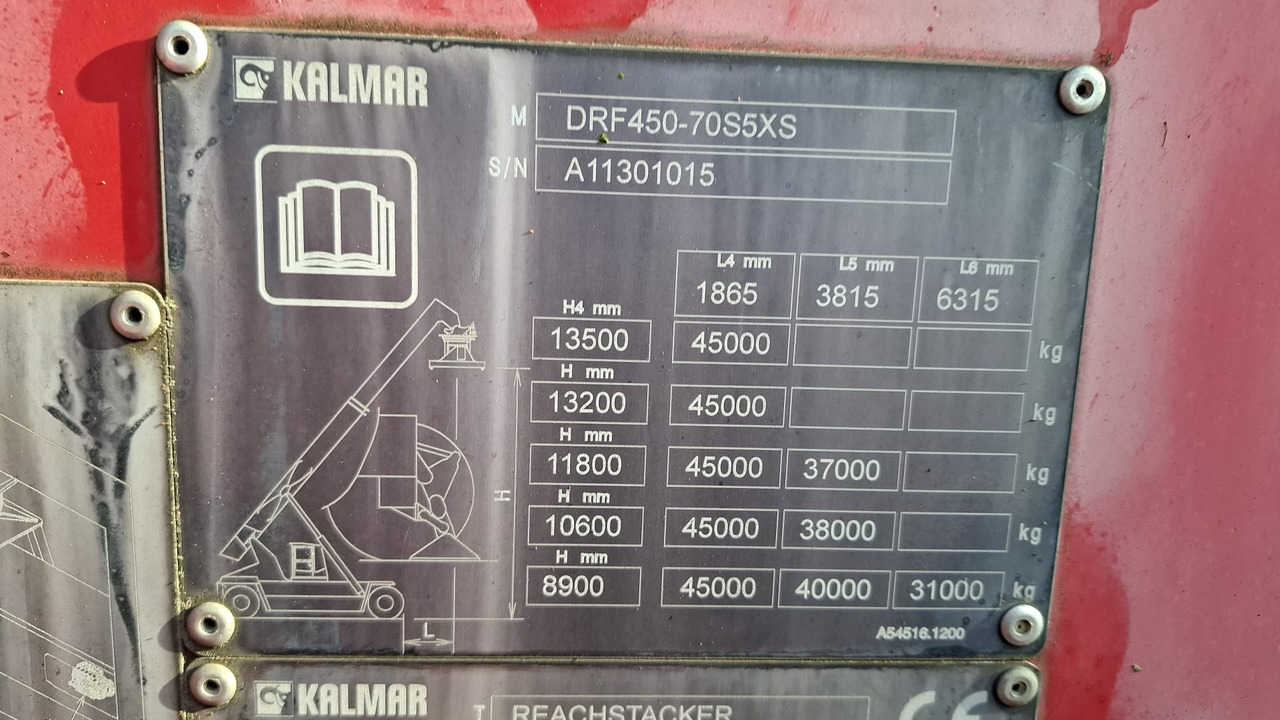 KALMAR
M DRF450-70S5XS
S/N A11301015
L4 mm L5 mm L6 mm
1865 3815 6315
H4 mm
13500 45000 kg
H mm
13200 45000 kg
H mm
11800 45000 37000 kg
H mm
10600 45000 38000 kg
H mm
8900 45000 40000 31000 kg
H
L
A54516.1200
KALMAR
T REACHSTACKER
CE